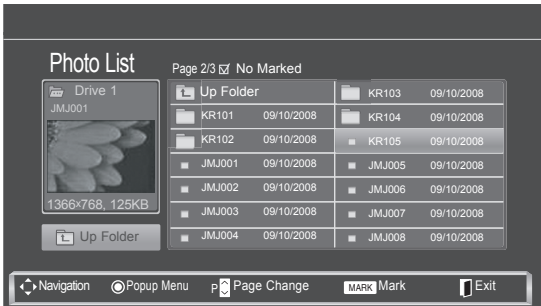 Photo List
Page 2/3 ☑ No Marked
Drive 1
JMJ001
1366×768, 125KB
Up Folder
Up Folder
KR101 09/10/2008
KR102 09/10/2008
JMJ001 09/10/2008
JMJ002 09/10/2008
JMJ003 09/10/2008
JMJ004 09/10/2008
KR103 09/10/2008
KR104 09/10/2008
KR105 09/10/2008
JMJ005 09/10/2008
JMJ006 09/10/2008
JMJ007 09/10/2008
JMJ008 09/10/2008
Navigation Popup Menu P Page Change MARK Mark Exit